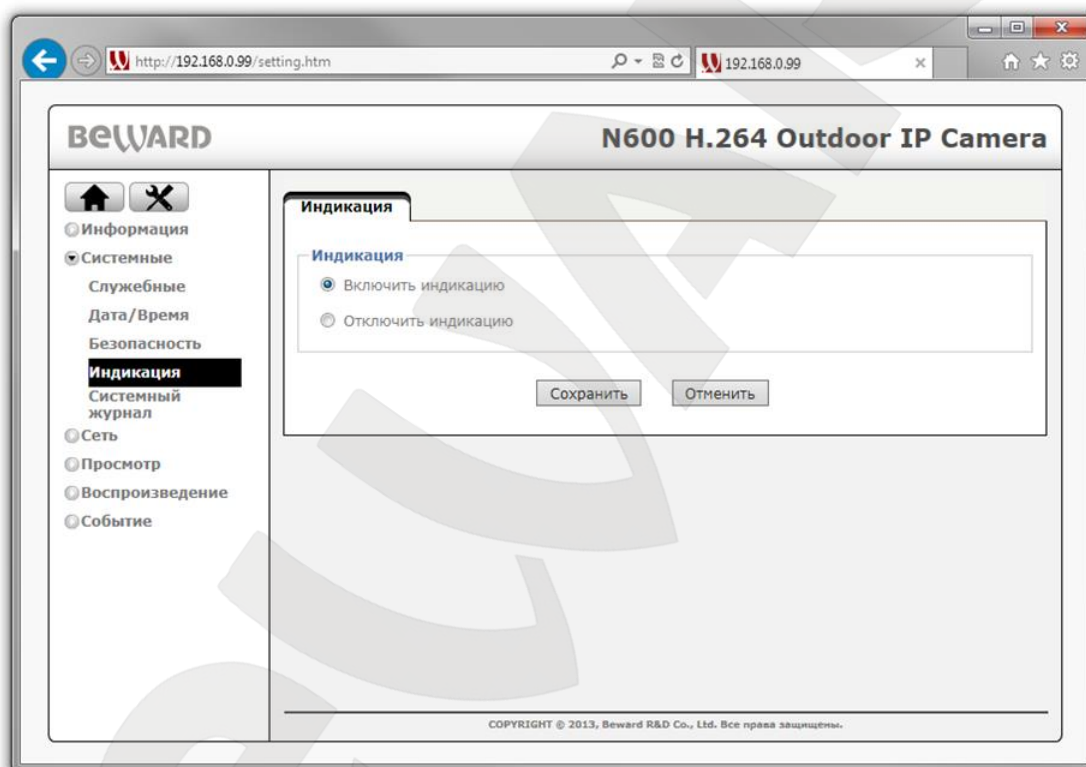 http://192.168.0.99/setting.htm
192.168.0.99
BEWARD
N600 H.264 Outdoor IP Camera
Информация
Системные
Служебные
Дата/Время
Безопасность
Индикация
Системный
журнал
Сеть
Просмотр
Воспроизведение
Событие
Индикация
Индикация
Включить индикацию
Отключить индикацию
Сохранить
Отменить
COPYRIGHT © 2013, Beward R&D Co., Ltd. Все права защищены.